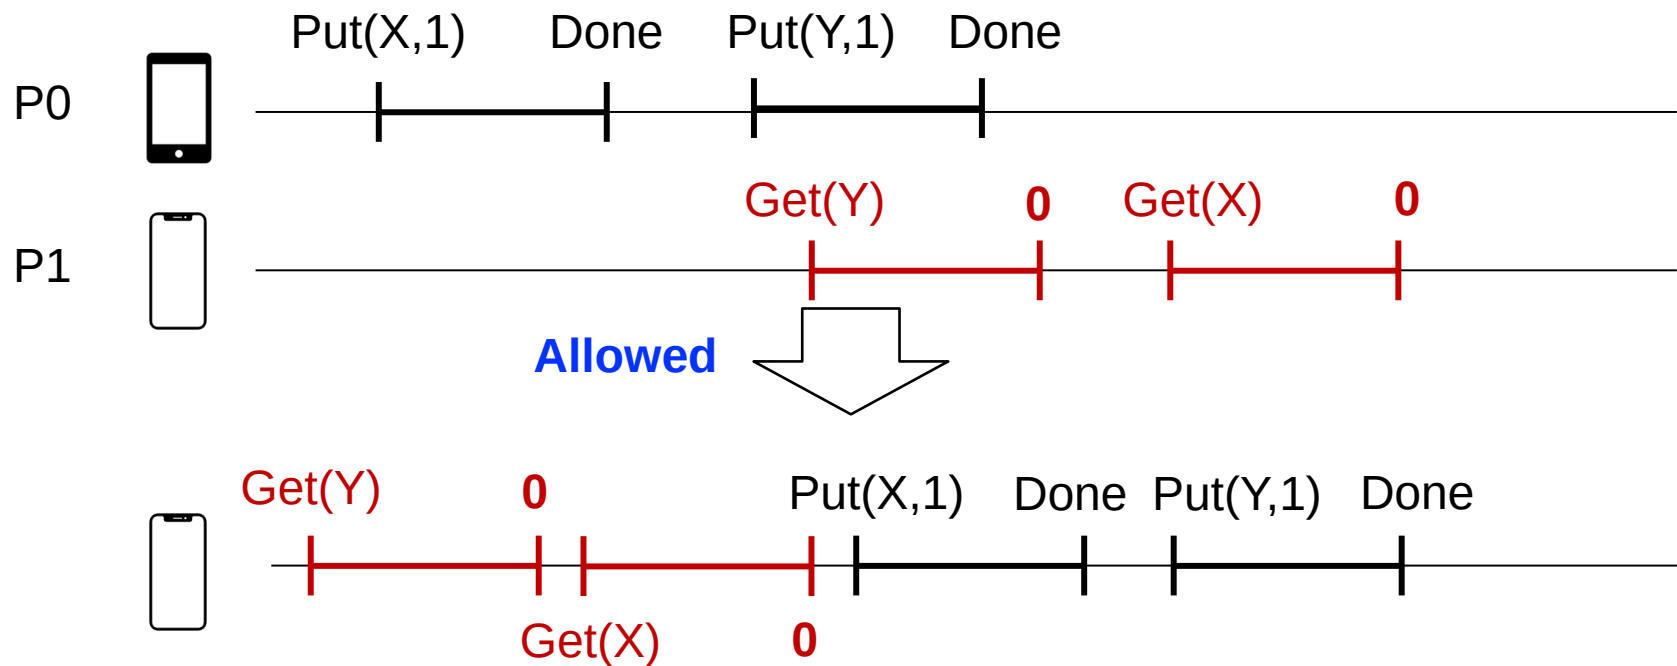 Put(X,1) Done Put(Y,1) Done
P0
Get(Y) 0 Get(X) 0
P1
Allowed
Get(Y) 0 Put(X,1) Done Put(Y,1) Done
Get(X) 0